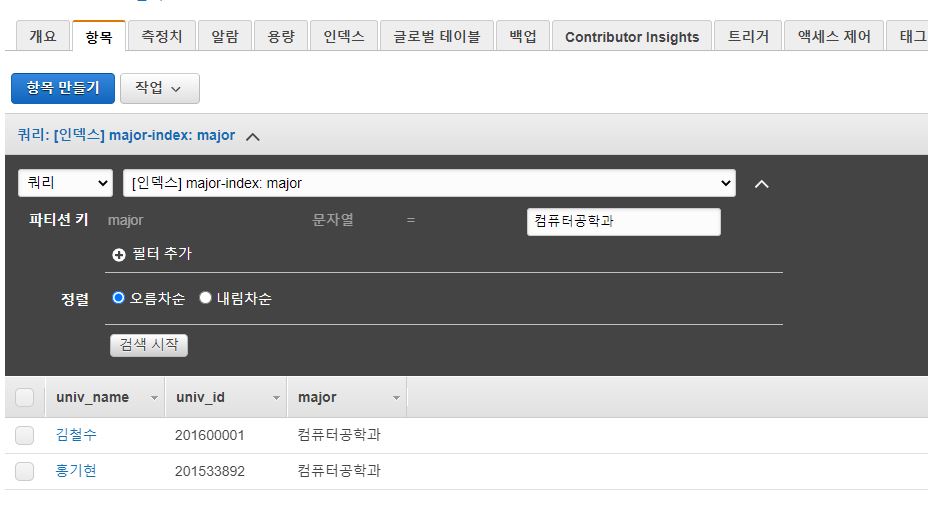 개요 항목 측정치 알람 용량 인덱스 글로벌 테이블 백업 Contributor Insights 트리거 액세스 제어 태그
항목 만들기 작업
쿼리: [인덱스] major-index: major
쿼리 [인덱스] major-index: major
파티션 키 major 문자열 = 컴퓨터공학과
필터 추가
정렬 오름차순 내림차순
검색 시작
univ_name univ_id major
김철수 201600001 컴퓨터공학과
홍기현 201533892 컴퓨터공학과